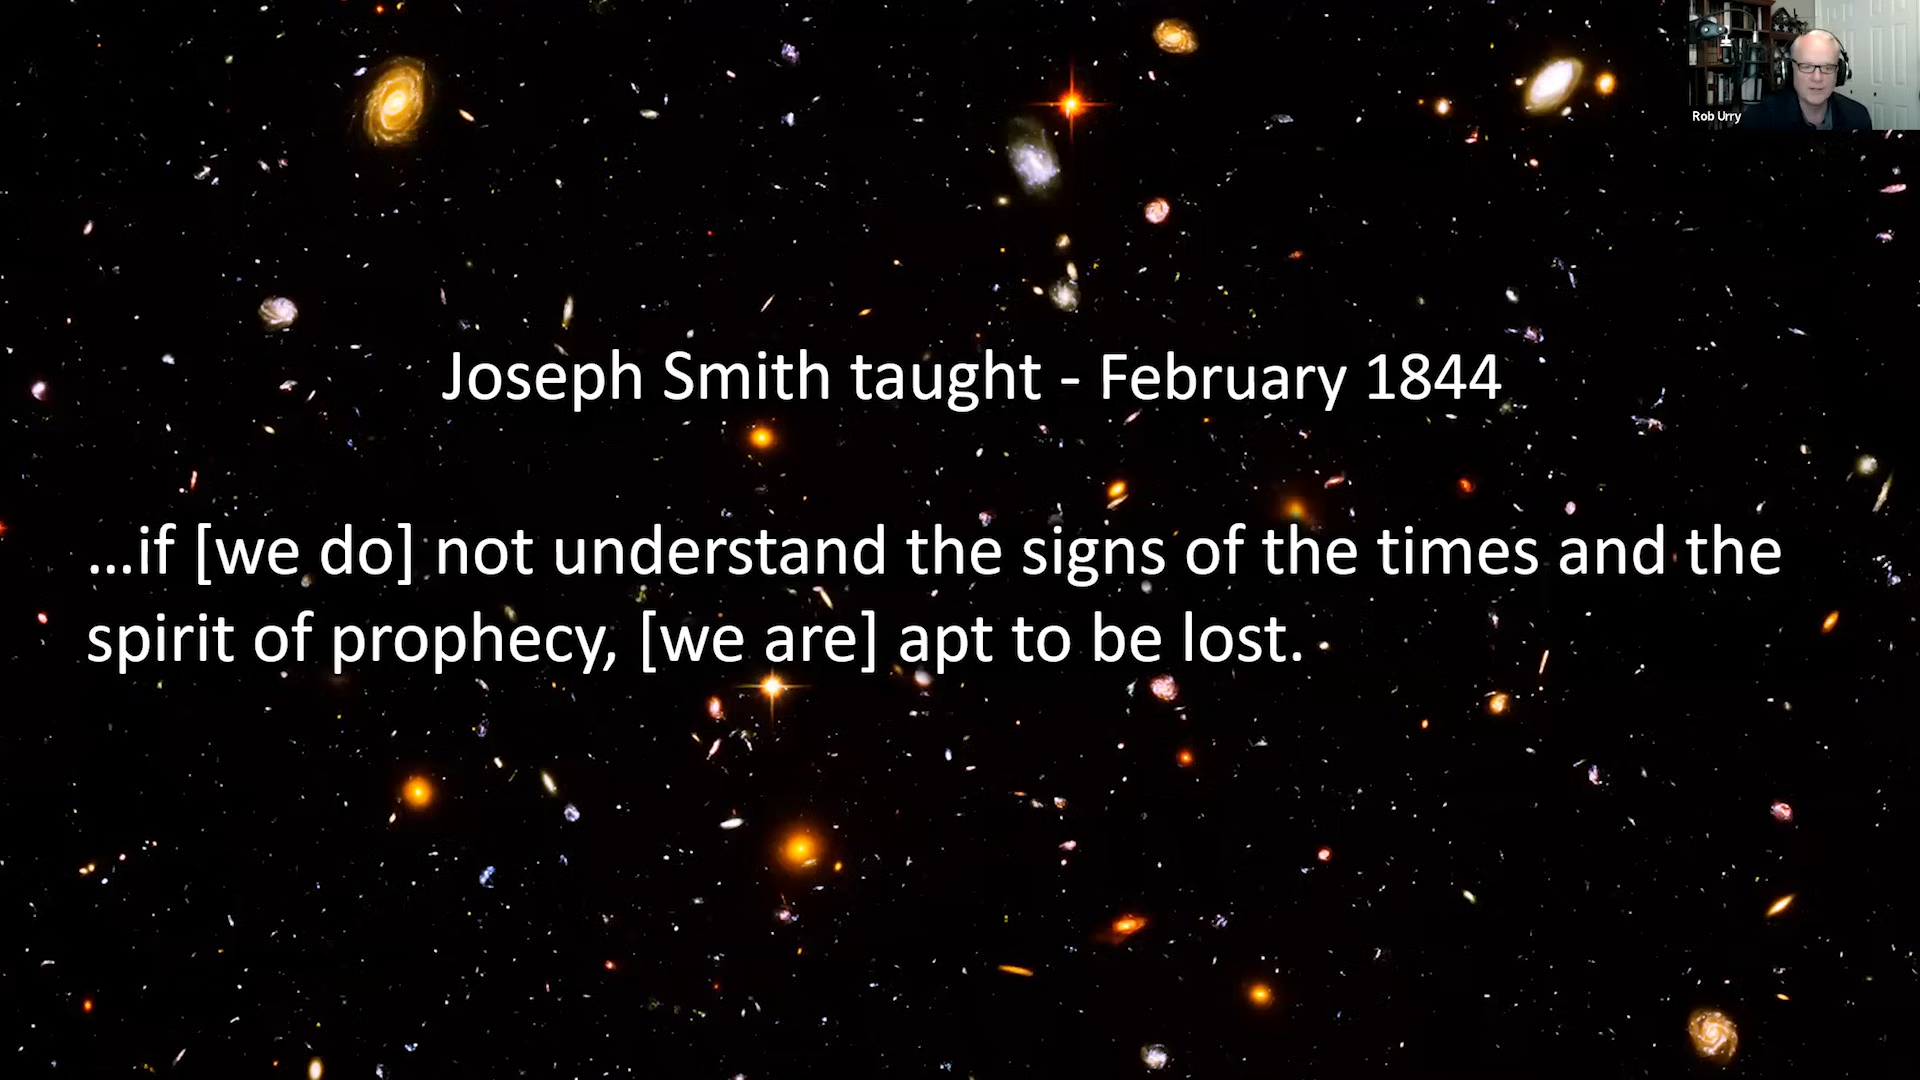 Rob Urry
Joseph Smith taught - February 1844
...if [we do] not understand the signs of the times and the
spirit of prophecy, [we are] apt to be lost.